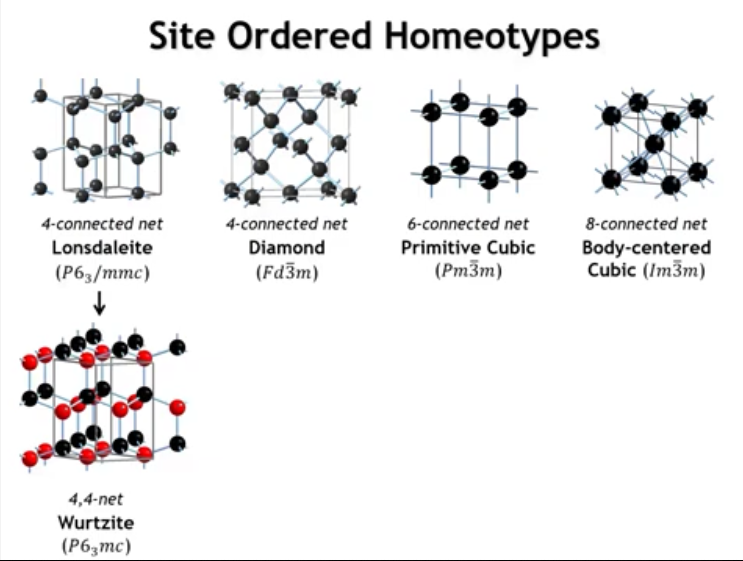 Site Ordered Homeotypes
4-connected net
Lonsdaleite
(P6₃/mmc)
4-connected net
Diamond
(Fd3̄m)
6-connected net
Primitive Cubic
(Pm3̄m)
8-connected net
Body-centered
Cubic (Im3̄m)
4,4-net
Wurtzite
(P6₃mc)